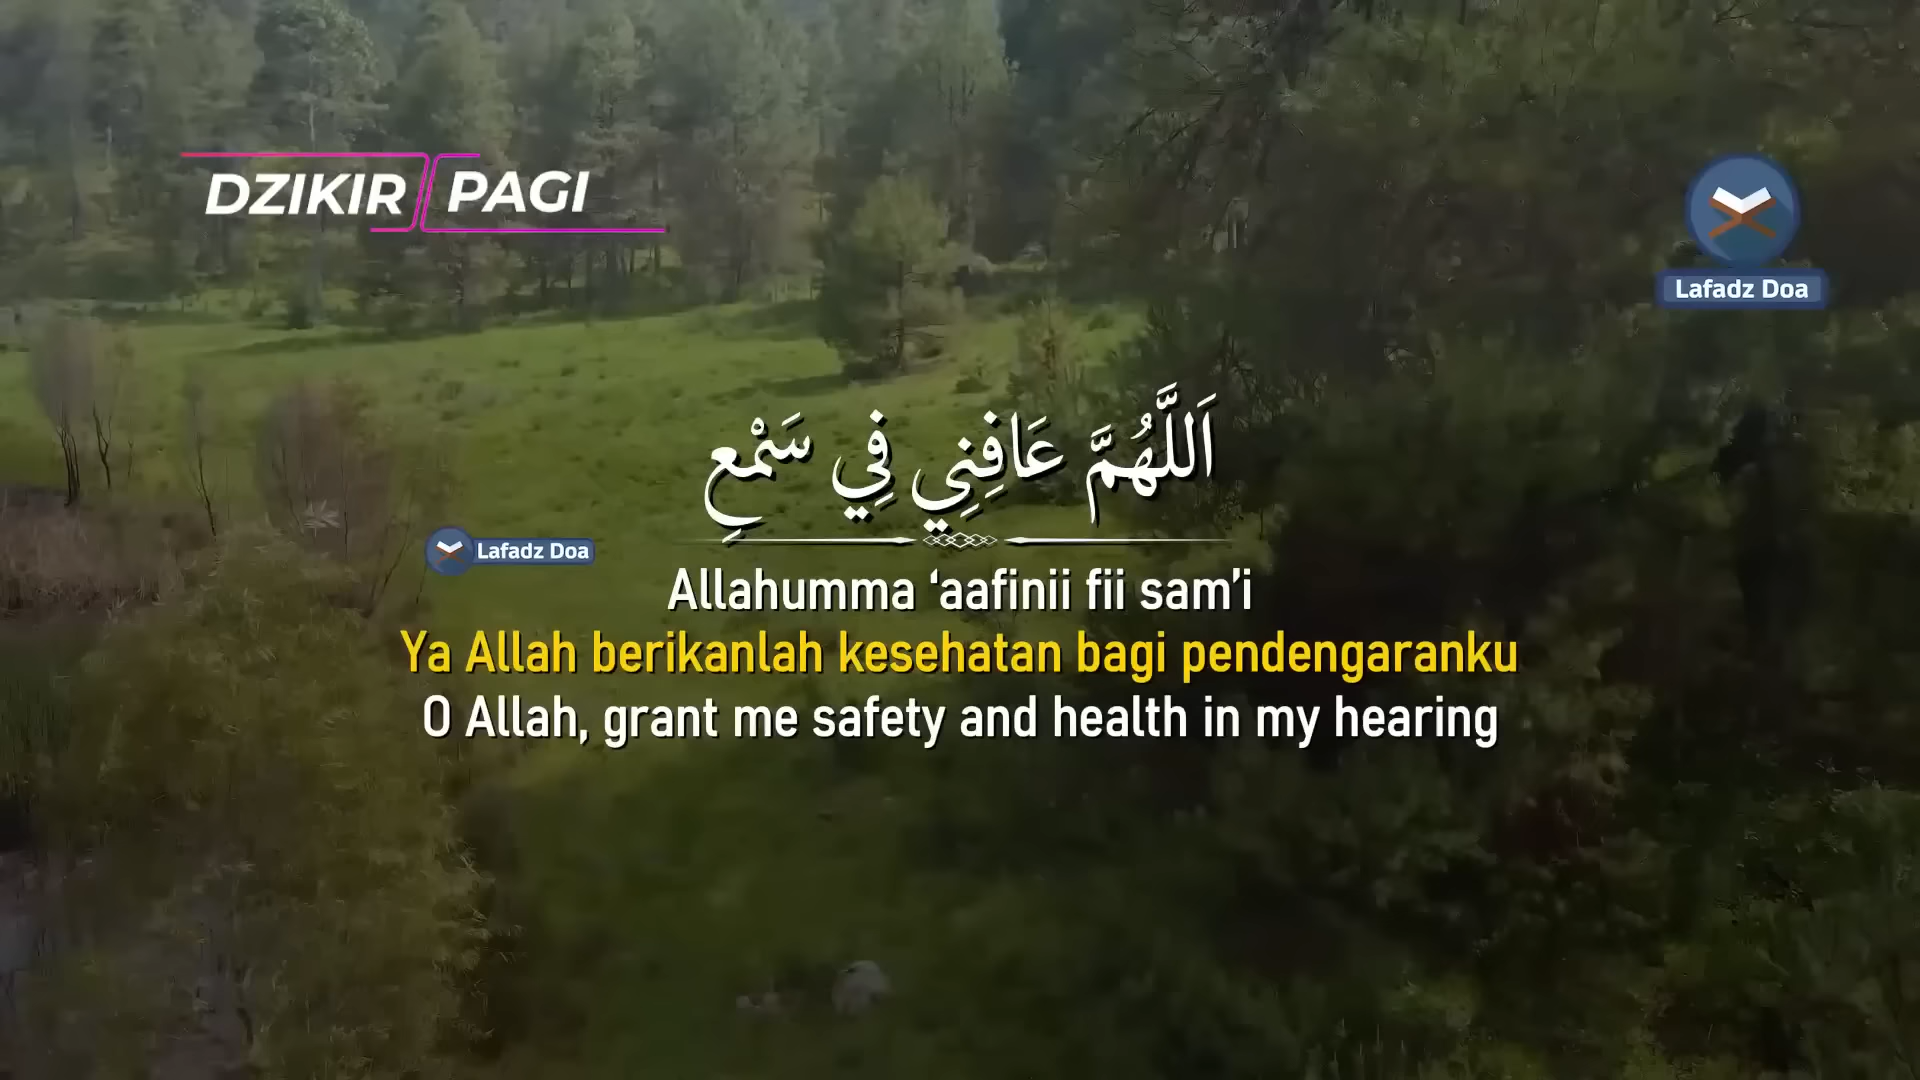 DZIKIR PAGI
Lafadz Doa
اَللَّهُمَّ عَافِنِي فِي سَمْعِ
Lafadz Doa
Allahumma ‘aafinii fii sam’i
Ya Allah berikanlah kesehatan bagi pendengaranku
O Allah, grant me safety and health in my hearing